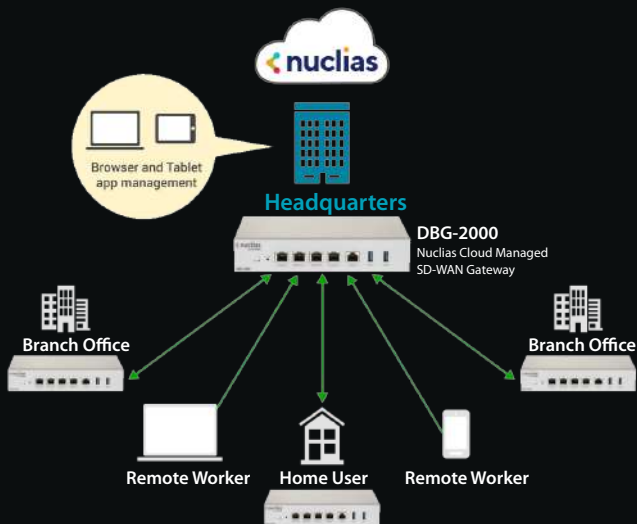 nuclias
Browser and Tablet
app management
Headquarters
nuclias
DBG-2000
Nuclias Cloud Managed
SD-WAN Gateway
Branch Office
Branch Office
Remote Worker
Home User
Remote Worker